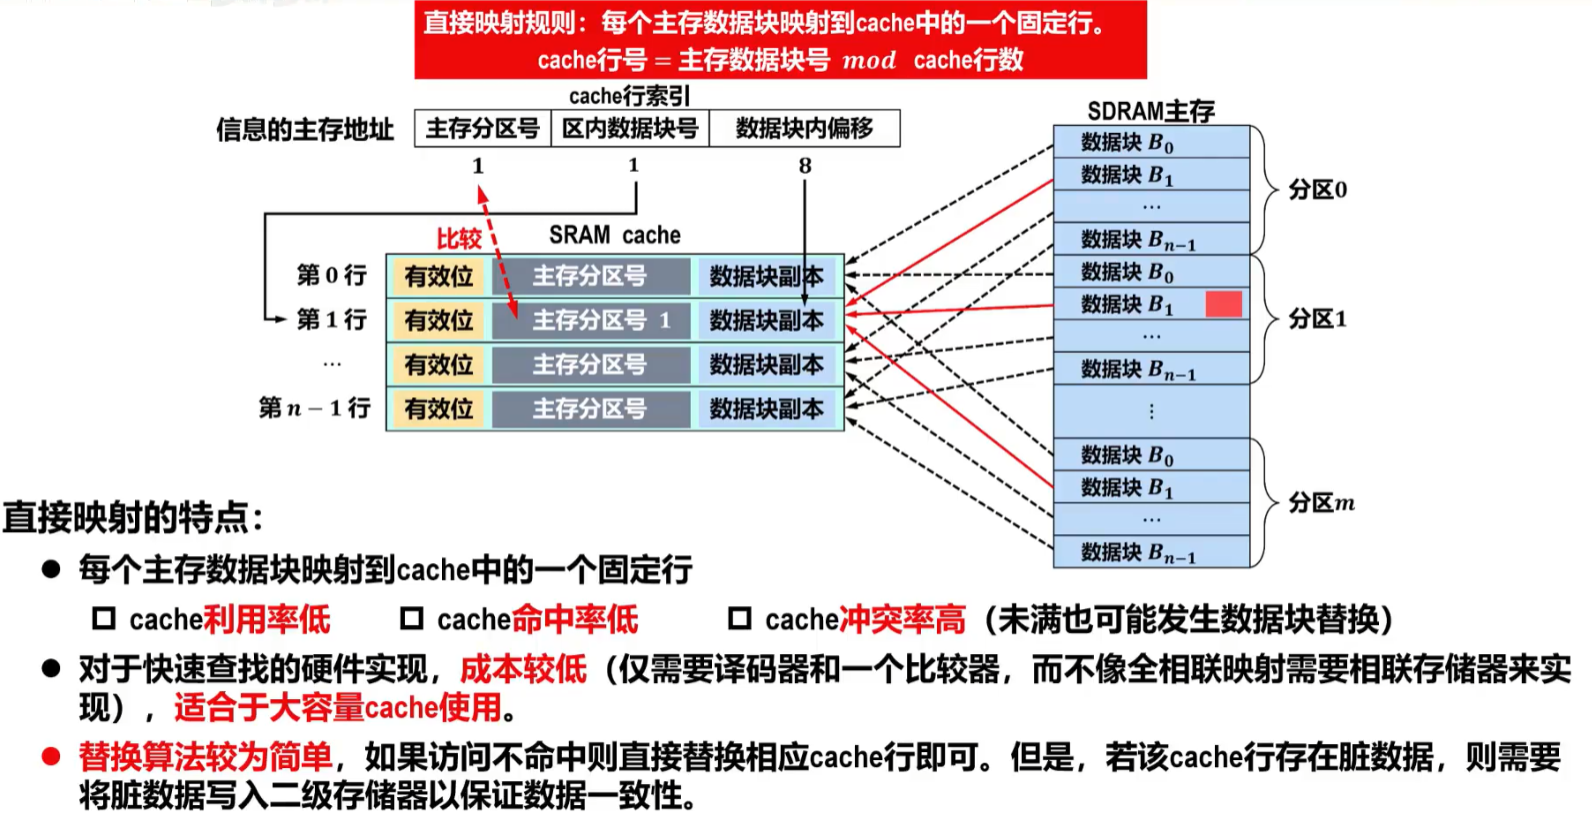 直接映射规则：每个主存数据块映射到cache中的一个固定行。
cache行号 = 主存数据块号 mod cache行数
cache行索引
信息的主存地址 主存分区号 区内数据块号 数据块内偏移
1 1 8
比较
SRAM cache
第 0 行 有效位 主存分区号 数据块副本
第 1 行 有效位 主存分区号 1 数据块副本
… 有效位 主存分区号 数据块副本
第 n − 1 行 有效位 主存分区号 数据块副本
SDRAM主存
数据块 B₀
数据块 B₁
…
数据块 Bₙ₋₁
分区0
数据块 B₀
数据块 B₁
…
数据块 Bₙ₋₁
分区1
⋮
数据块 B₀
数据块 B₁
…
数据块 Bₙ₋₁
分区m
直接映射的特点：
● 每个主存数据块映射到cache中的一个固定行
❑ cache利用率低 ❑ cache命中率低 ❑ cache冲突率高（未满也可能发生数据块替换）
● 对于快速查找的硬件实现，成本较低（仅需要译码器和一个比较器，而不像全相联映射需要相联存储器来实
现），适合于大容量cache使用。
● 替换算法较为简单，如果访问不命中则直接替换相应cache行即可。但是，若该cache行存在脏数据，则需要
将脏数据写入二级存储器以保证数据一致性。